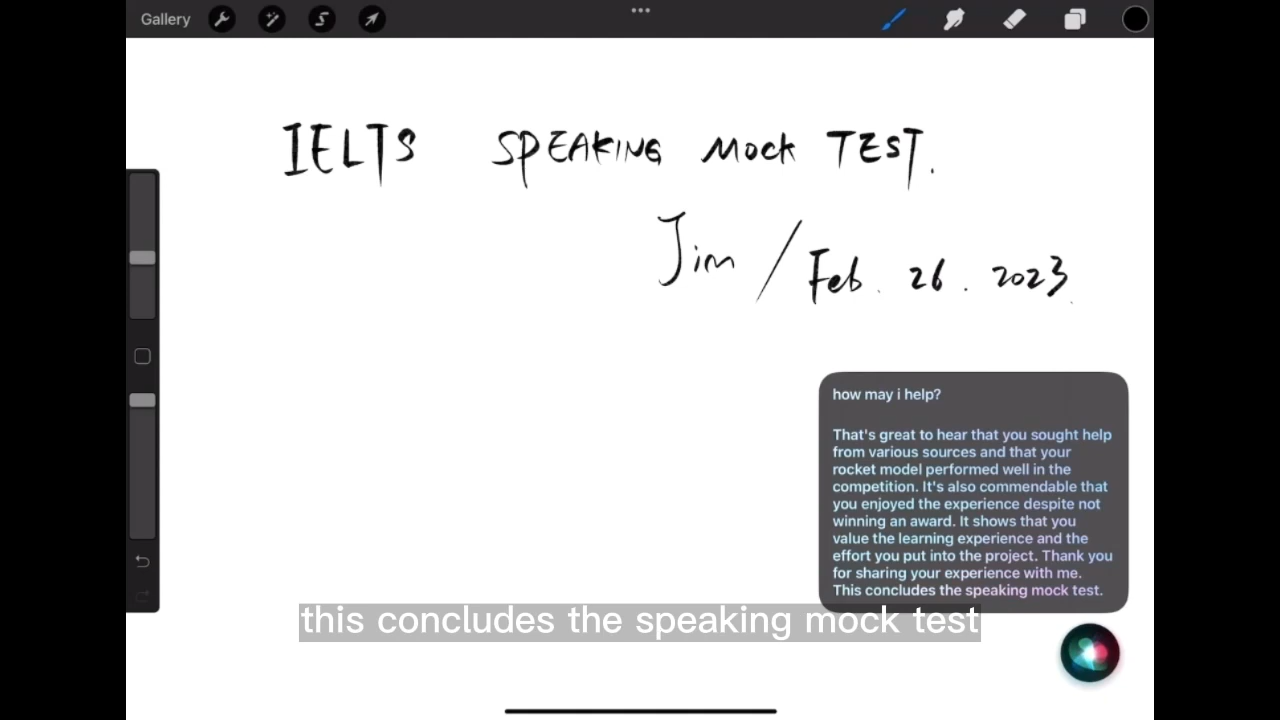 Gallery
IELTS SPEAKING MOCK TEST.
Jim / Feb. 26. 2023.
how may i help?
That's great to hear that you sought help
from various sources and that your
rocket model performed well in the
competition. It's also commendable that
you enjoyed the experience despite not
winning an award. It shows that you
value the learning experience and the
effort you put into the project. Thank you
for sharing your experience with me.
This concludes the speaking mock test.
this concludes the speaking mock test